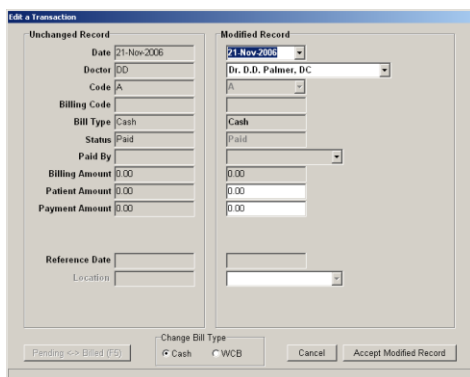 Edit a Transaction
Unchanged Record
Date 21-Nov-2006
Doctor DD
Code A
Billing Code
Bill Type Cash
Status Paid
Paid By
Billing Amount 0.00
Patient Amount 0.00
Payment Amount 0.00
Reference Date
Location
Modified Record
21-Nov-2006
Dr. D.D. Palmer, DC
A
Cash
Paid
0.00
0.00
0.00
Pending <-> Billed (F5)
Change Bill Type
Cash WCB
Cancel
Accept Modified Record